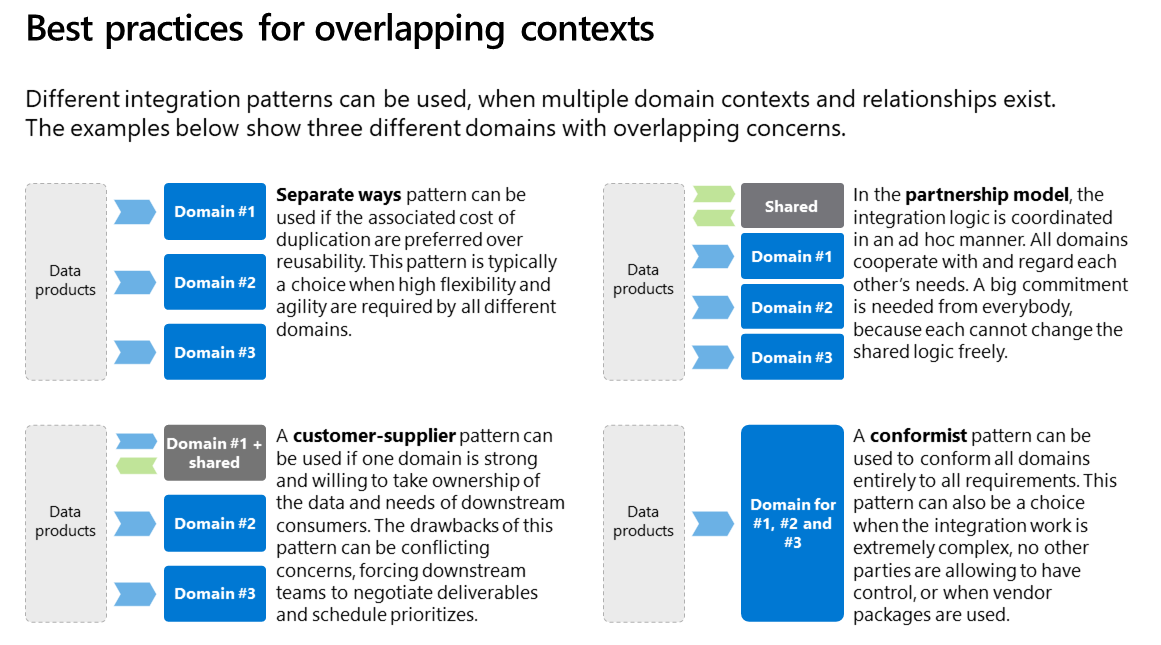 Best practices for overlapping contexts
Different integration patterns can be used, when multiple domain contexts and relationships exist.
The examples below show three different domains with overlapping concerns.
Data
products
Domain #1
Domain #2
Domain #3
Separate ways pattern can be
used if the associated cost of
duplication are preferred over
reusability. This pattern is typically
a choice when high flexibility and
agility are required by all different
domains.
Data
products
Shared
Domain #1
Domain #2
Domain #3
In the partnership model, the
integration logic is coordinated
in an ad hoc manner. All domains
cooperate with and regard each
other’s needs. A big commitment
is needed from everybody,
because each cannot change the
shared logic freely.
Data
products
Domain #1 +
shared
Domain #2
Domain #3
A customer-supplier pattern can
be used if one domain is strong
and willing to take ownership of
the data and needs of downstream
consumers. The drawbacks of this
pattern can be conflicting
concerns, forcing downstream
teams to negotiate deliverables
and schedule prioritizes.
Data
products
Domain for
#1, #2 and
#3
A conformist pattern can be
used to conform all domains
entirely to all requirements. This
pattern can also be a choice
when the integration work is
extremely complex, no other
parties are allowing to have
control, or when vendor
packages are used.